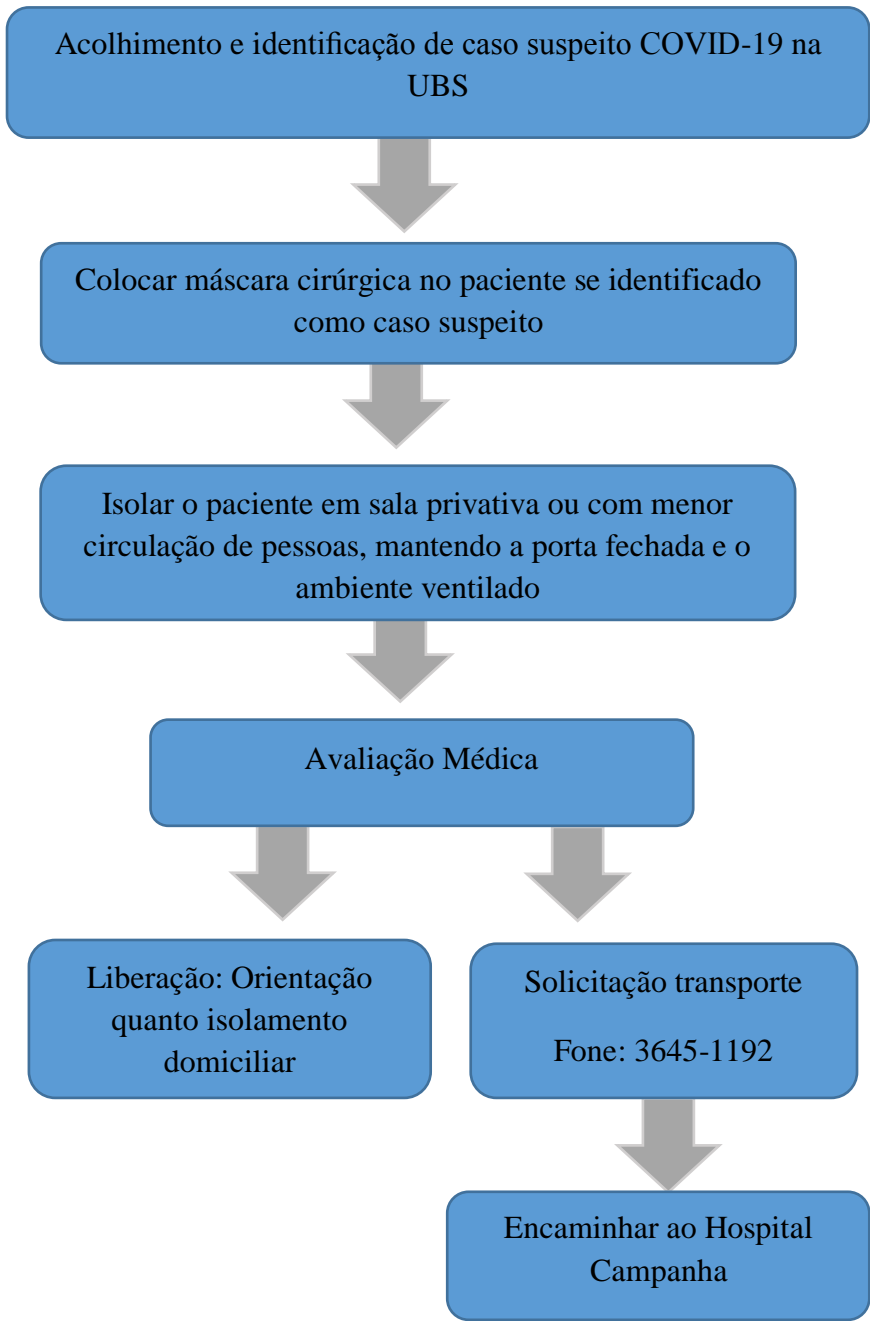 Acolhimento e identificação de caso suspeito COVID-19 na
UBS
Colocar máscara cirúrgica no paciente se identificado
como caso suspeito
Isolar o paciente em sala privativa ou com menor
circulação de pessoas, mantendo a porta fechada e o
ambiente ventilado
Avaliação Médica
Liberação: Orientação
quanto isolamento
domiciliar
Solicitação transporte
Fone: 3645-1192
Encaminhar ao Hospital
Campanha